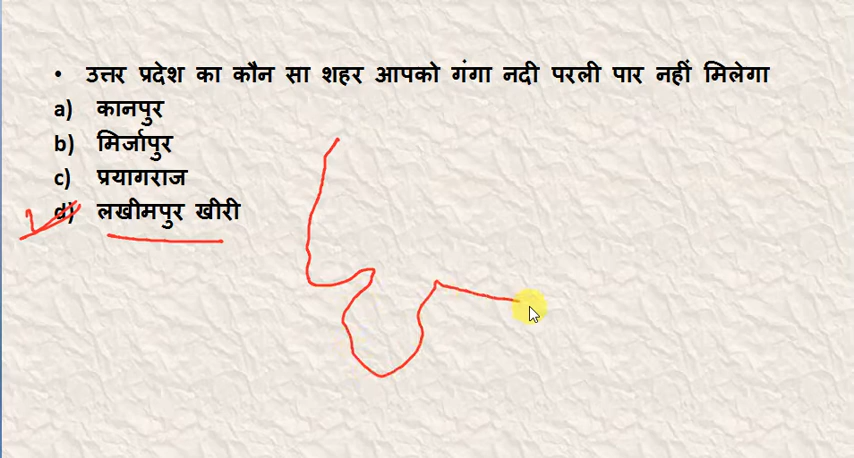 • उत्तर प्रदेश का कौन सा शहर आपको गंगा नदी परली पार नहीं मिलेगा
a) कानपुर
b) मिर्जापुर
c) प्रयागराज
d) लखीमपुर खीरी